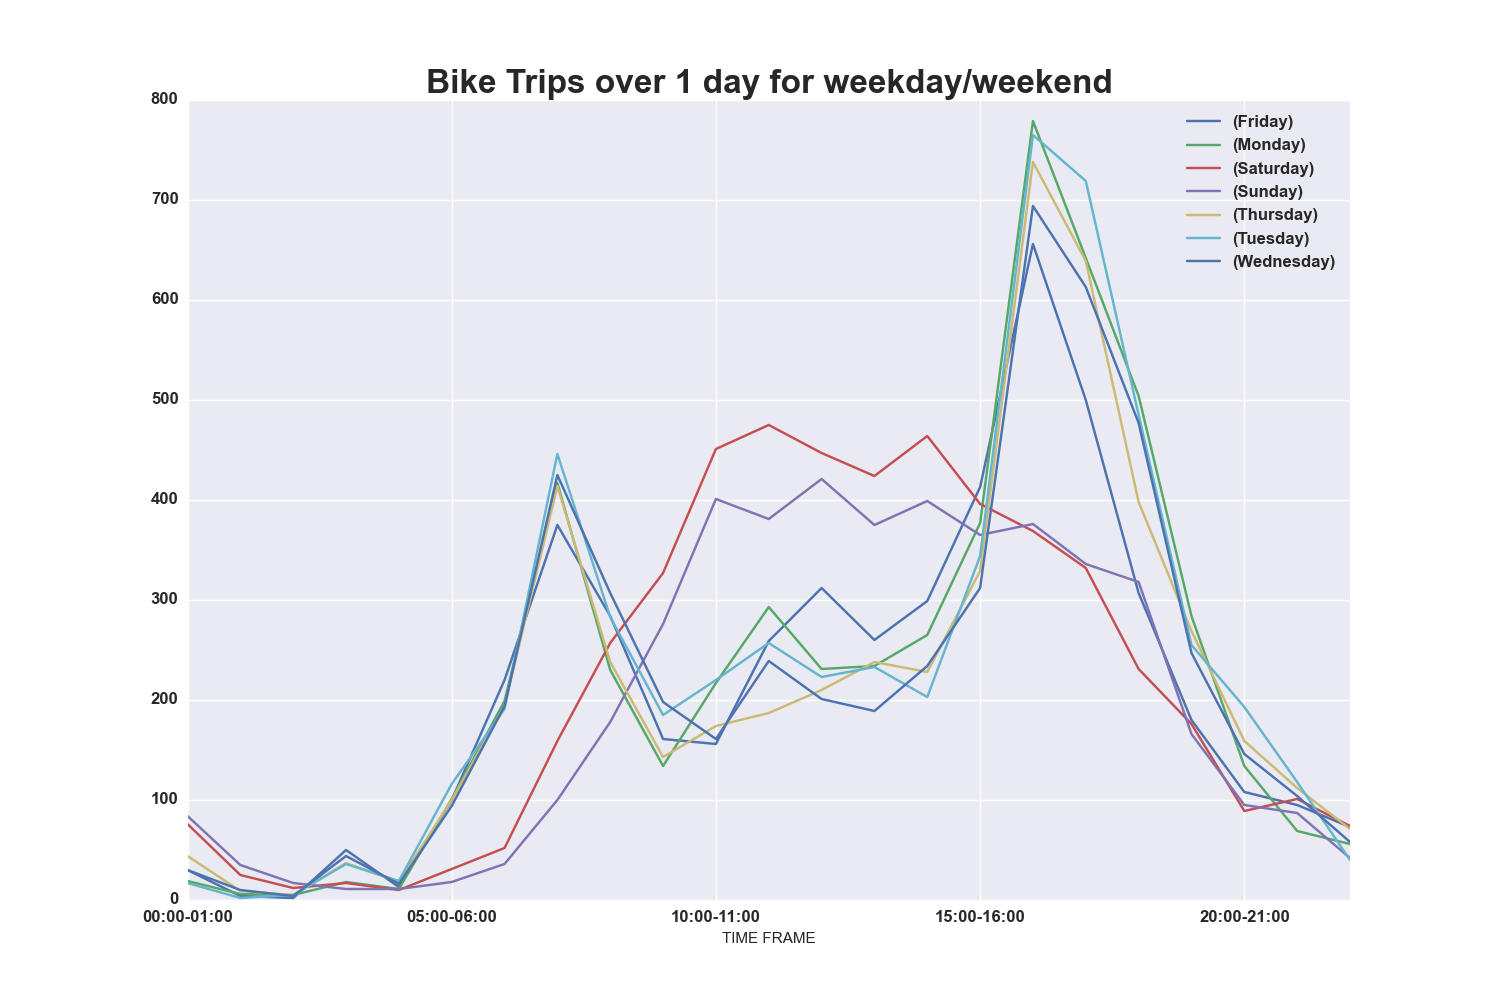 Bike Trips over 1 day for weekday/weekend
800
700
600
500
400
300
200
100
0
(Friday)
(Monday)
(Saturday)
(Sunday)
(Thursday)
(Tuesday)
(Wednesday)
00:00-01:00 05:00-06:00 10:00-11:00 15:00-16:00 20:00-21:00
TIME FRAME